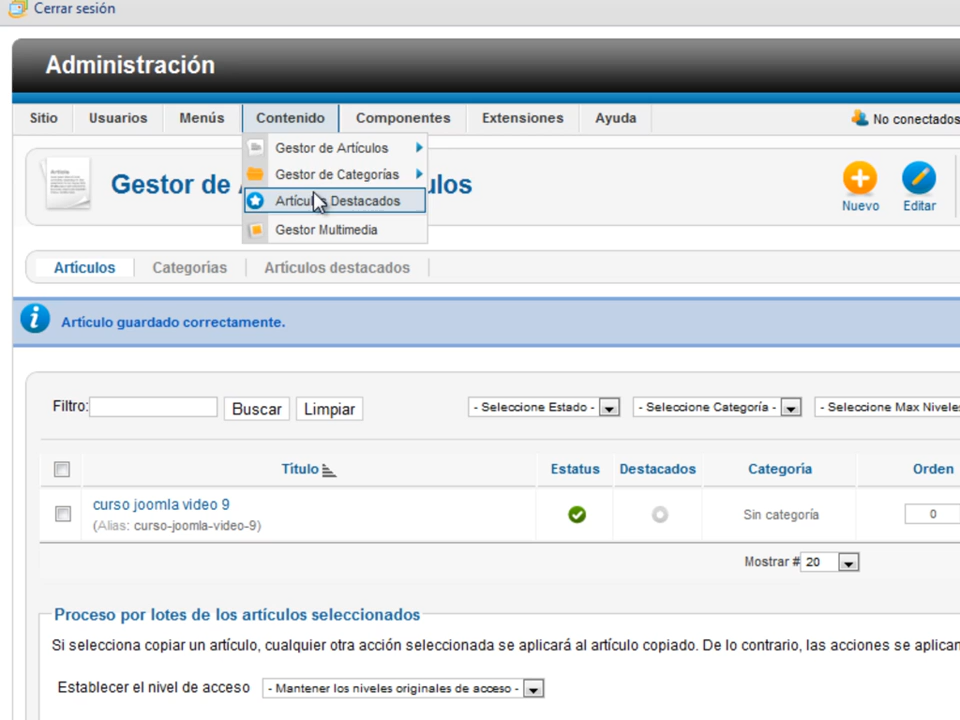 Cerrar sesión
Administración
Sitio Usuarios Menús Contenido Componentes Extensiones Ayuda No conectados
Gestor de Artículos
Gestor de Categorías
Artículos Destacados
Gestor Multimedia
Gestor de Artículos
Nuevo Editar
Articulos Categorias Articulos destacados
Artículo guardado correctamente.
Filtro: Buscar Limpiar - Seleccione Estado - - Seleccione Categoría - - Seleccione Max Niveles
Título Estatus Destacados Categoría Orden
curso joomla video 9
(Alias: curso-joomla-video-9) Sin categoría 0
Mostrar # 20
Proceso por lotes de los artículos seleccionados
Si selecciona copiar un artículo, cualquier otra acción seleccionada se aplicará al artículo copiado. De lo contrario, las acciones se aplican
Establecer el nivel de acceso - Mantener los niveles originales de acceso -